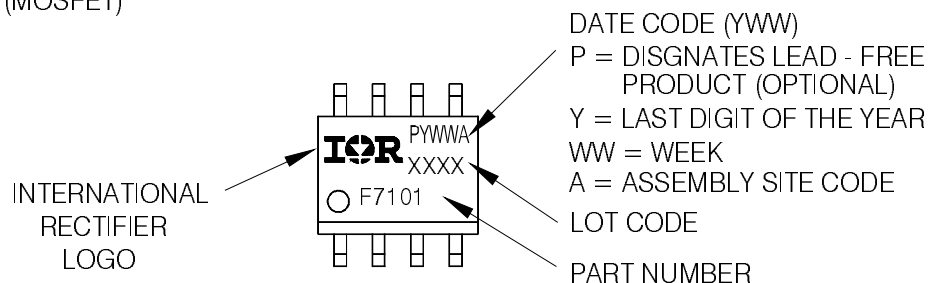 (MOSFET)
DATE CODE (YWW)
P = DISGNATES LEAD - FREE
PRODUCT (OPTIONAL)
Y = LAST DIGIT OF THE YEAR
WW = WEEK
A = ASSEMBLY SITE CODE
IOR PYWWA
XXXX
F7101
INTERNATIONAL
RECTIFIER
LOGO
LOT CODE
PART NUMBER